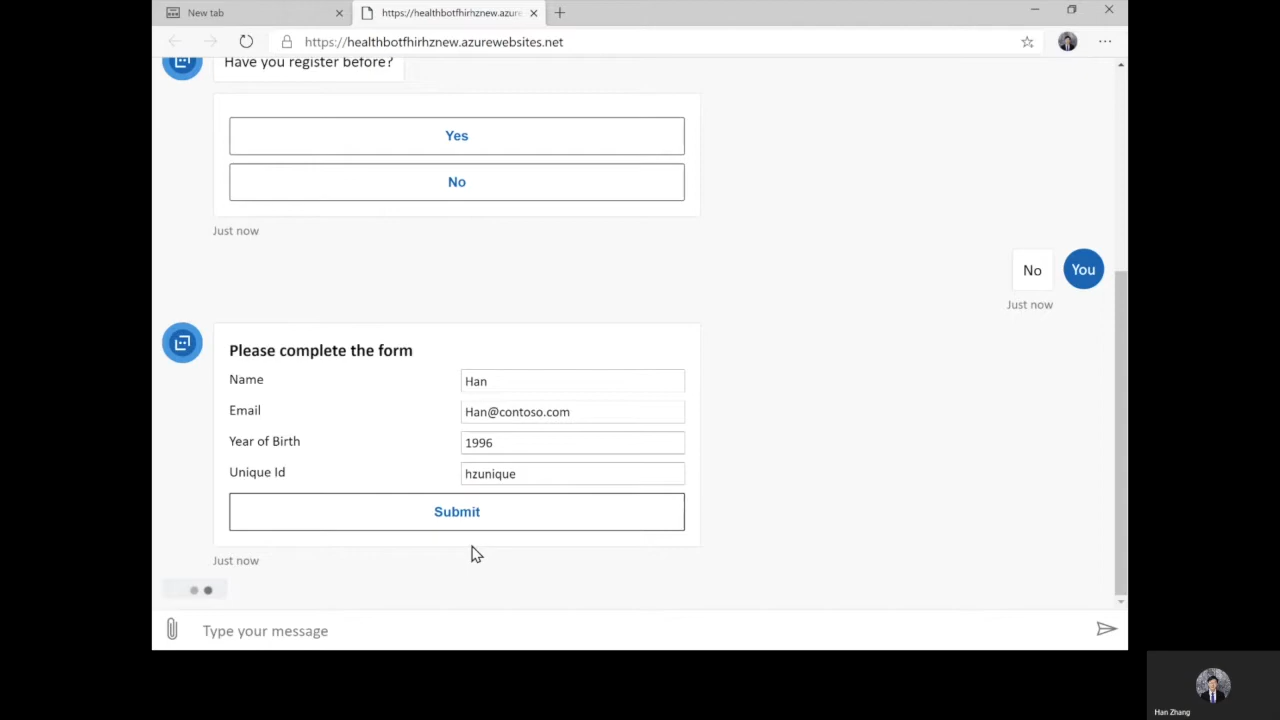 New tab
https://healthbotfhirhznew.azure
https://healthbotfhirhznew.azurewebsites.net
Have you register before?
Yes
No
Just now
No
You
Just now
Please complete the form
Name
Han
Email
Han@contoso.com
Year of Birth
1996
Unique Id
hzunique
Submit
Just now
Type your message
Han Zhang